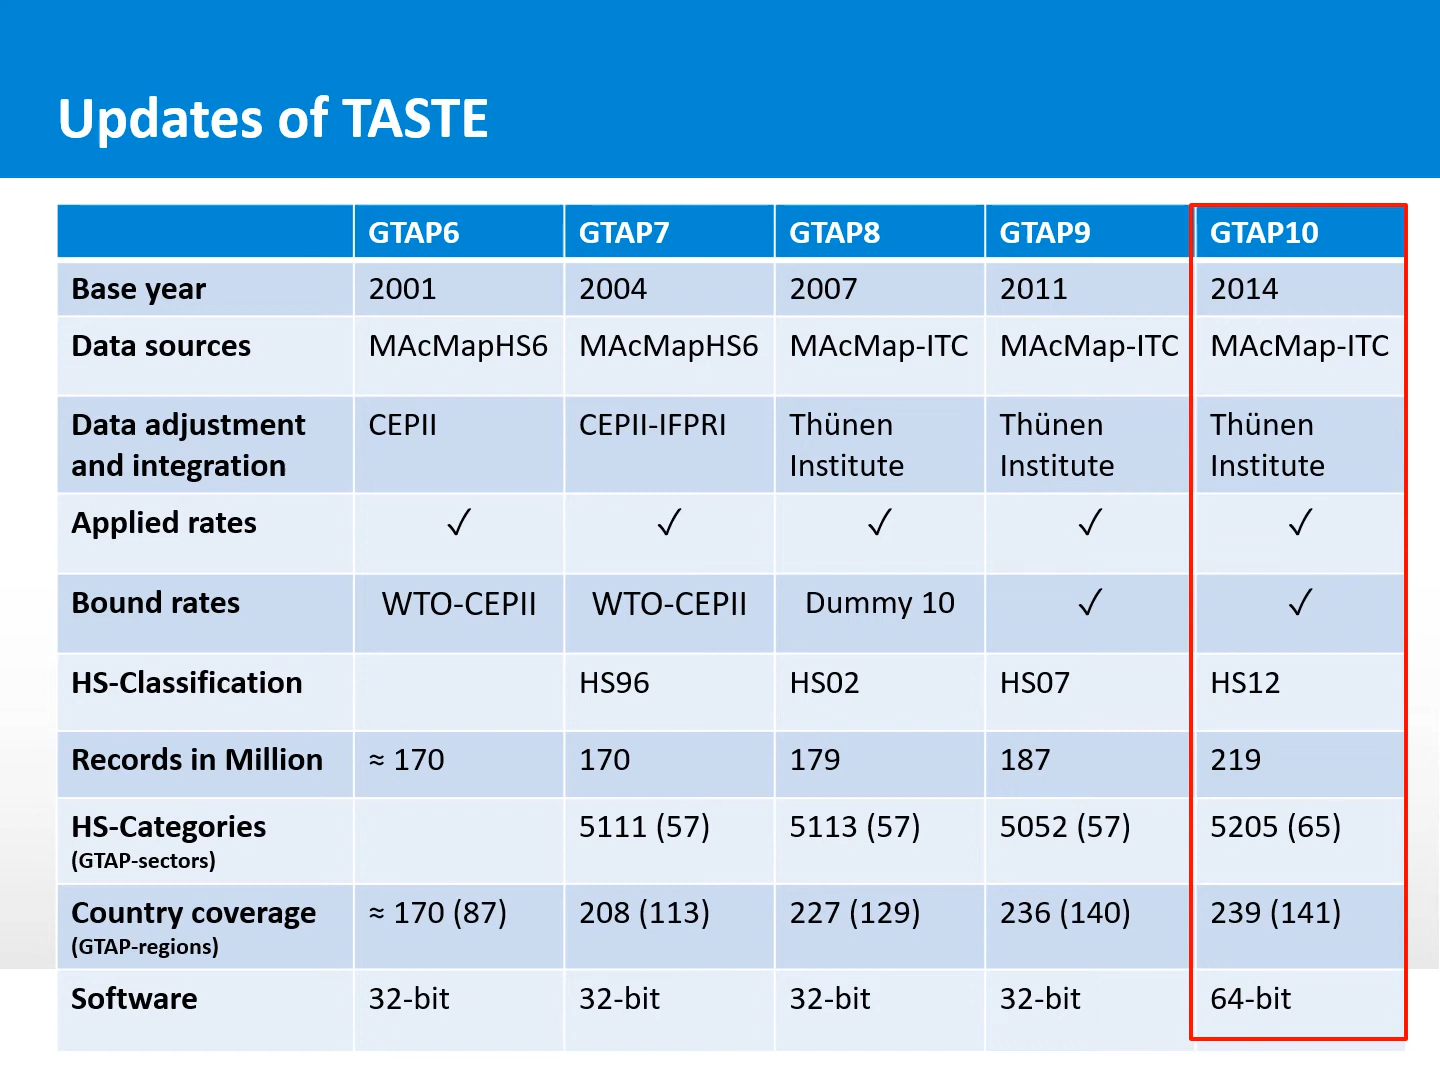 Updates of TASTE
GTAP6 GTAP7 GTAP8 GTAP9 GTAP10
Base year 2001 2004 2007 2011 2014
Data sources MAcMapHS6 MAcMapHS6 MAcMap-ITC MAcMap-ITC MAcMap-ITC
Data adjustment CEPII CEPII-IFPRI Thünen Thünen Thünen
and integration Institute Institute Institute
Applied rates ✓ ✓ ✓ ✓ ✓
Bound rates WTO-CEPII WTO-CEPII Dummy 10 ✓ ✓
HS-Classification HS96 HS02 HS07 HS12
Records in Million ≈ 170 170 179 187 219
HS-Categories 5111 (57) 5113 (57) 5052 (57) 5205 (65)
(GTAP-sectors)
Country coverage ≈ 170 (87) 208 (113) 227 (129) 236 (140) 239 (141)
(GTAP-regions)
Software 32-bit 32-bit 32-bit 32-bit 64-bit